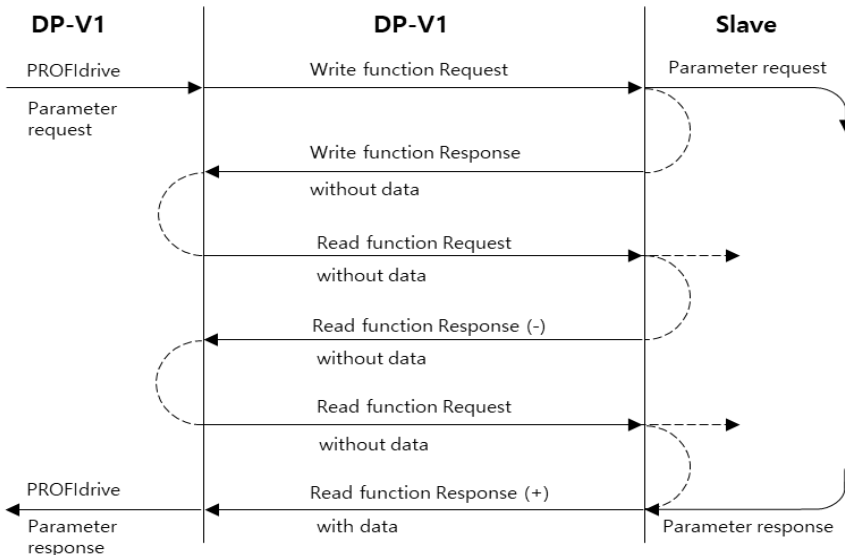 DP-V1
DP-V1
Slave
PROFIdrive
Write function Request
Parameter request
Parameter
request
Write function Response
without data
Read function Request
without data
Read function Response (-)
without data
Read function Request
without data
PROFIdrive
Read function Response (+)
Parameter
response
with data
Parameter response